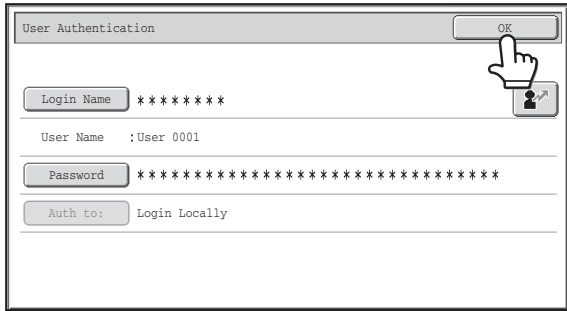 User Authentication OK
Login Name ********
User Name :User 0001
Password ********************************
Auth to: Login Locally